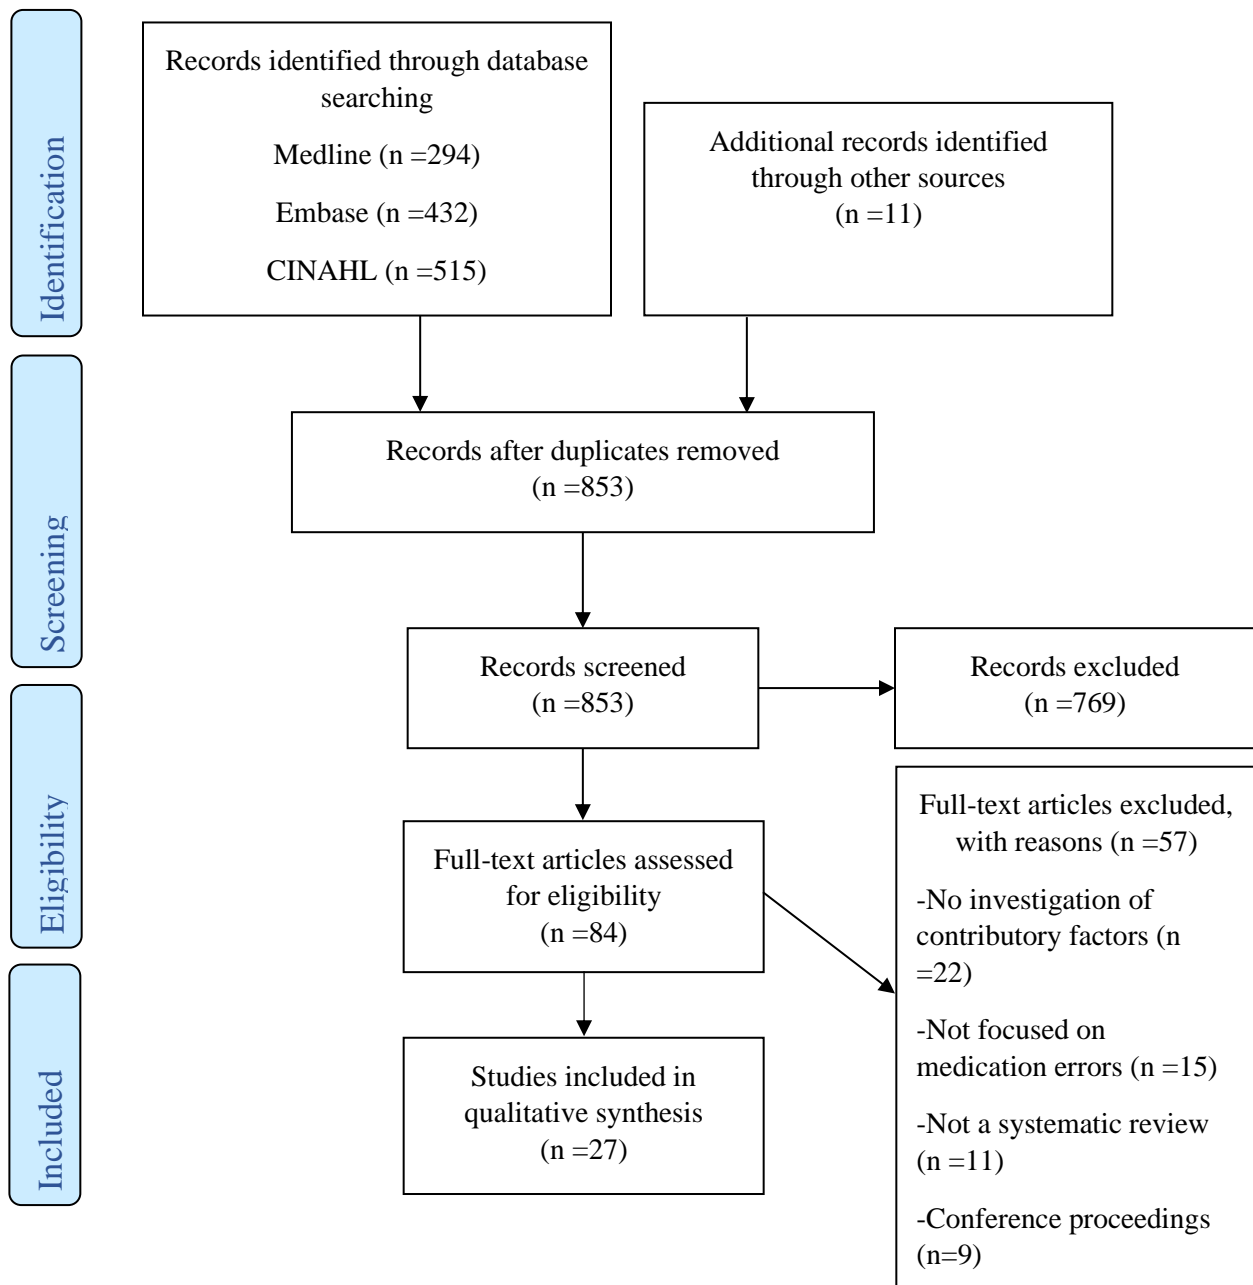 Identification
Records identified through database
searching
Medline (n =294)
Embase (n =432)
CINAHL (n =515)
Additional records identified
through other sources
(n =11)
Screening
Records after duplicates removed
(n =853)
Records screened
(n =853)
Records excluded
(n =769)
Eligibility
Full-text articles assessed
for eligibility
(n =84)
Full-text articles excluded,
with reasons (n =57)
-No investigation of
contributory factors (n
=22)
-Not focused on
medication errors (n =15)
-Not a systematic review
(n =11)
-Conference proceedings
(n=9)
Included
Studies included in
qualitative synthesis
(n =27)